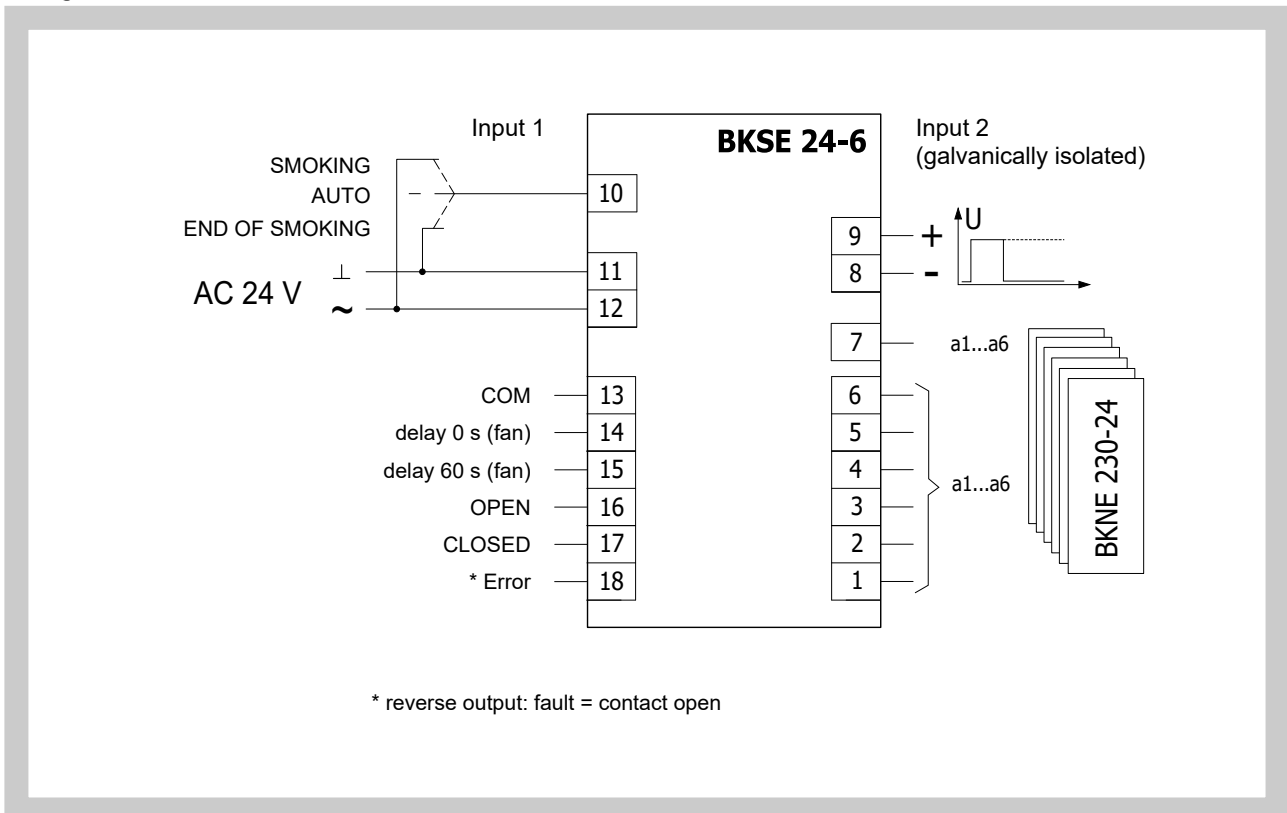 Input 1
BKSE 24-6
Input 2
(galvanically isolated)
SMOKING
AUTO
END OF SMOKING
AC 24 V
⊥
~
10
11
12
9
8
7
+
-
U
a1...a6
COM
delay 0 s (fan)
delay 60 s (fan)
OPEN
CLOSED
* Error
13
14
15
16
17
18
6
5
4
3
2
1
a1...a6
BKNE 230-24
* reverse output: fault = contact open